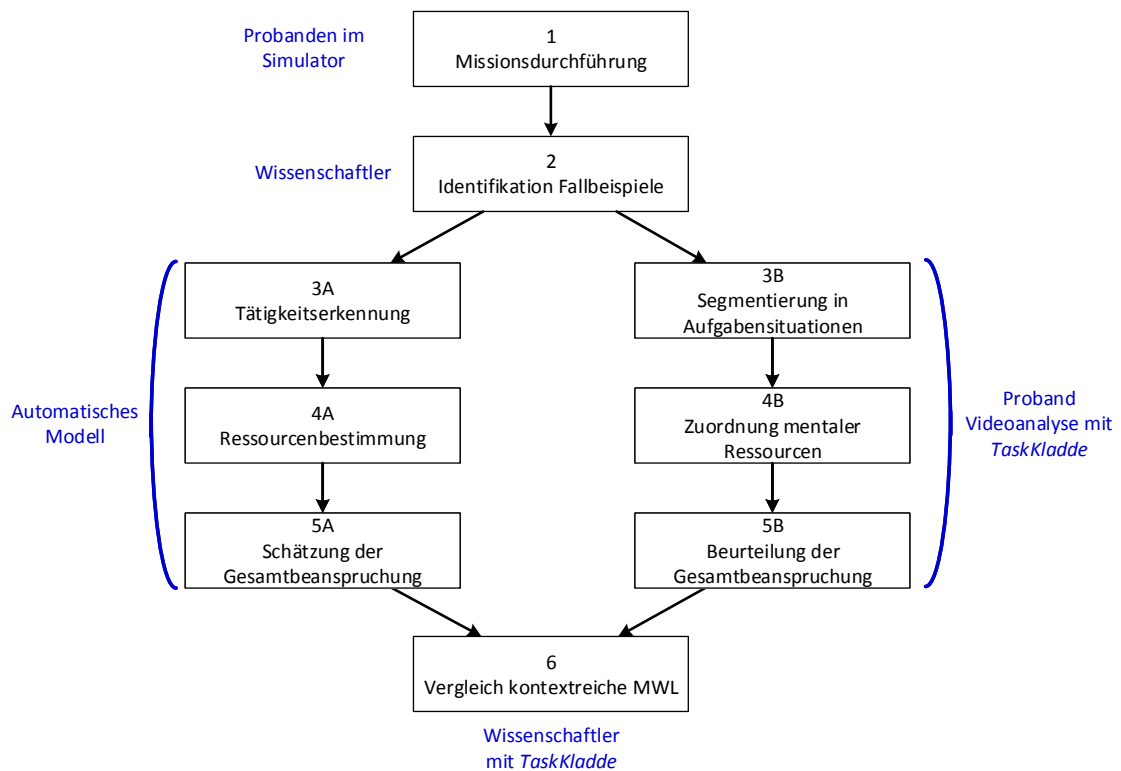 Probanden im
Simulator
1
Missionsdurchführung
Wissenschaftler
2
Identifikation Fallbeispiele
3A
Tätigkeitserkennung
3B
Segmentierung in
Aufgabensituationen
Automatisches
Modell
4A
Ressourcenbestimmung
4B
Zuordnung mentaler
Ressourcen
Proband
Videoanalyse mit
TaskKladde
5A
Schätzung der
Gesamtbeanspruchung
5B
Beurteilung der
Gesamtbeanspruchung
6
Vergleich kontextreiche MWL
Wissenschaftler
mit TaskKladde